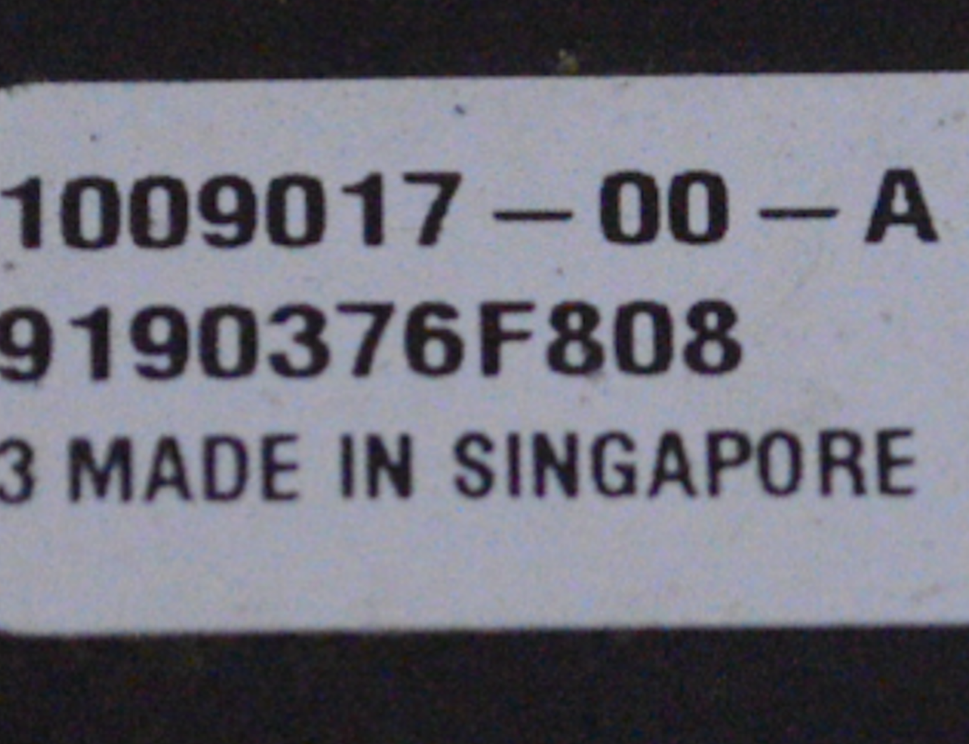 1009017-00-A
9190376F808
3 MADE IN SINGAPORE